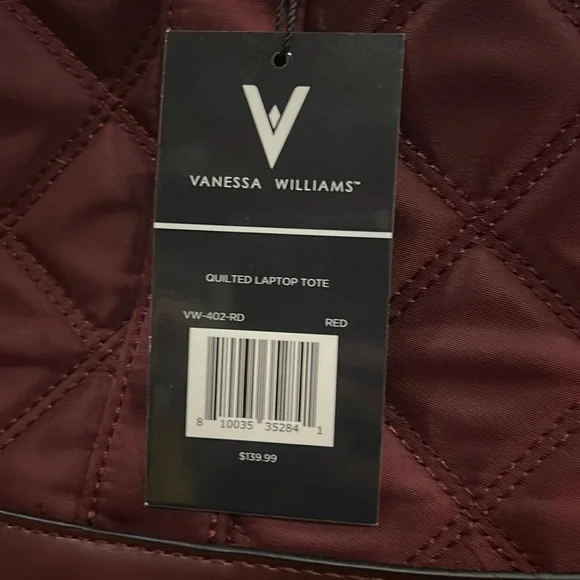 VANESSA WILLIAMS™
QUILTED LAPTOP TOTE
VW-402-RD RED
8 10035 35284 1
$139.99